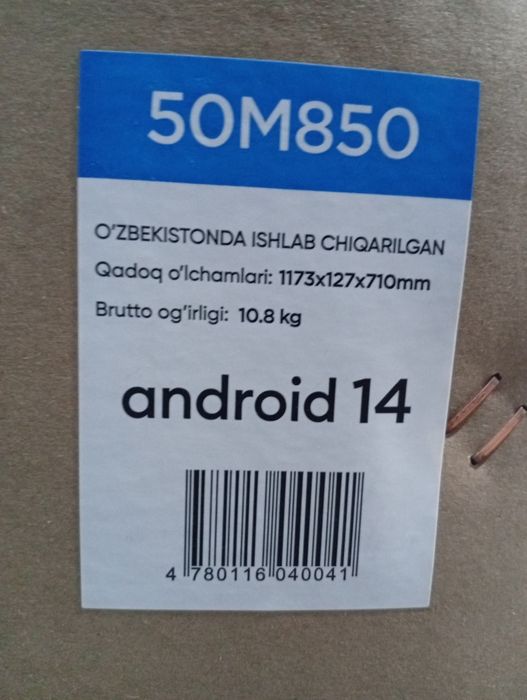 50M850
O'ZBEKISTONDA ISHLAB CHIQARILGAN
Qadoq o'lchamlari: 1173x127x710mm
Brutto og'irligi: 10.8 kg
android 14
4 780116 040041